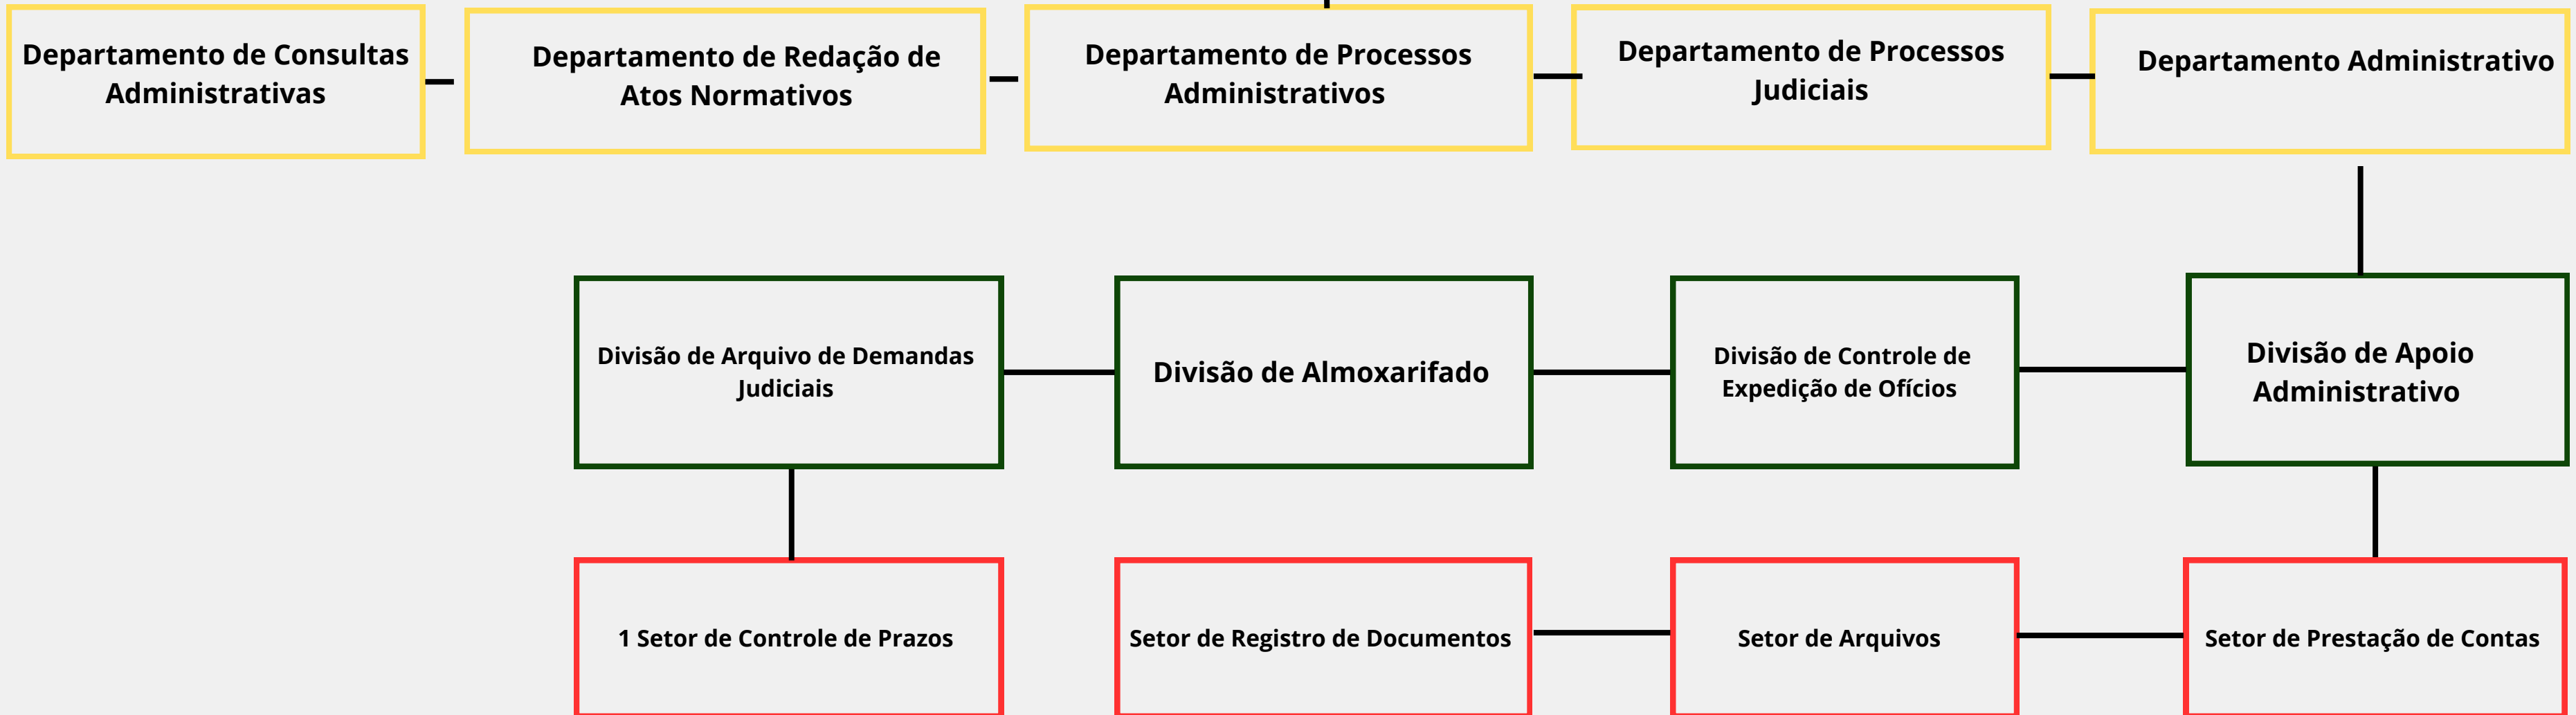 Departamento de Consultas
Administrativas
Departamento de Redação de
Atos Normativos
Departamento de Processos
Administrativos
Departamento de Processos
Judiciais
Departamento Administrativo
Divisão de Arquivo de Demandas
Judiciais
Divisão de Almoxarifado
Divisão de Controle de
Expedição de Ofícios
Divisão de Apoio
Administrativo
1 Setor de Controle de Prazos
Setor de Registro de Documentos
Setor de Arquivos
Setor de Prestação de Contas